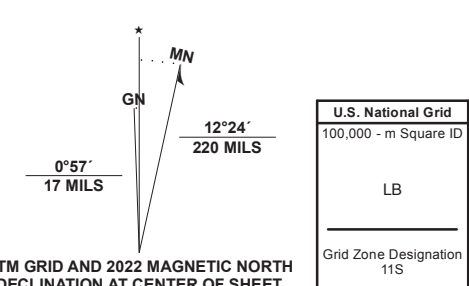 MN
GN
12°24´
220 MILS
0°57´
17 MILS
TM GRID AND 2022 MAGNETIC NORTH
DECLINATION AT CENTER OF SHEET
U.S. National Grid
100,000 - m Square ID
LB
Grid Zone Designation
11S